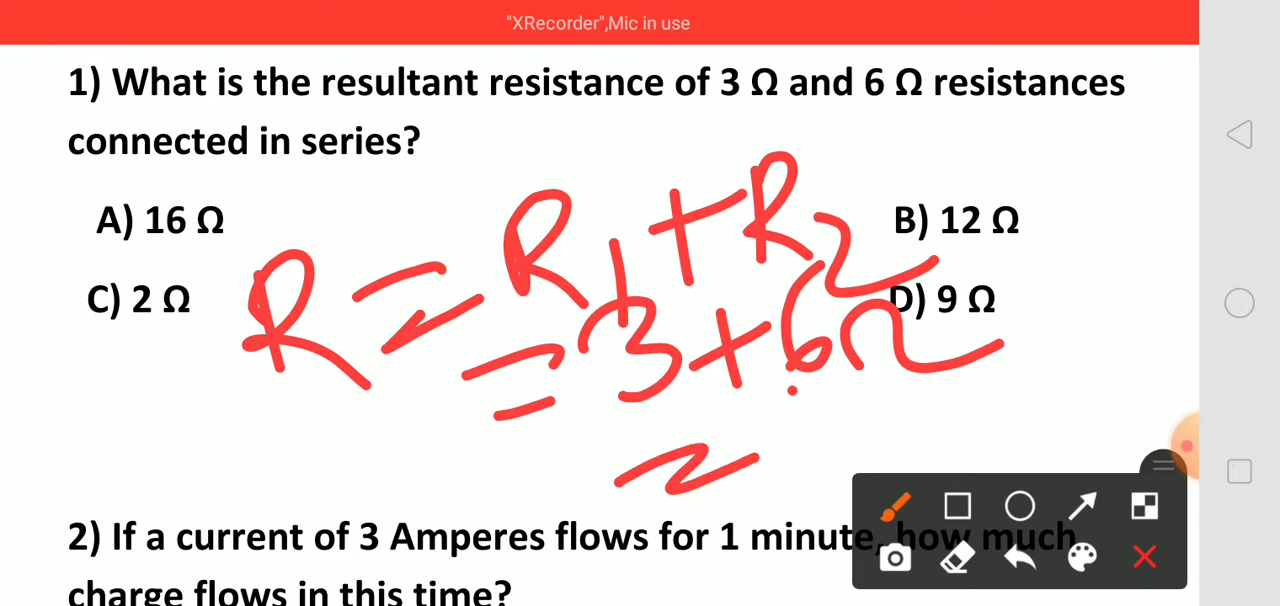 "XRecorder",Mic in use
1) What is the resultant resistance of 3 Ω and 6 Ω resistances
connected in series?
A) 16 Ω
B) 12 Ω
C) 2 Ω
D) 9 Ω
R = R1 + R2
= 3 + 6Ω
=
2) If a current of 3 Amperes flows for 1 minute, how much
charge flows in this time?